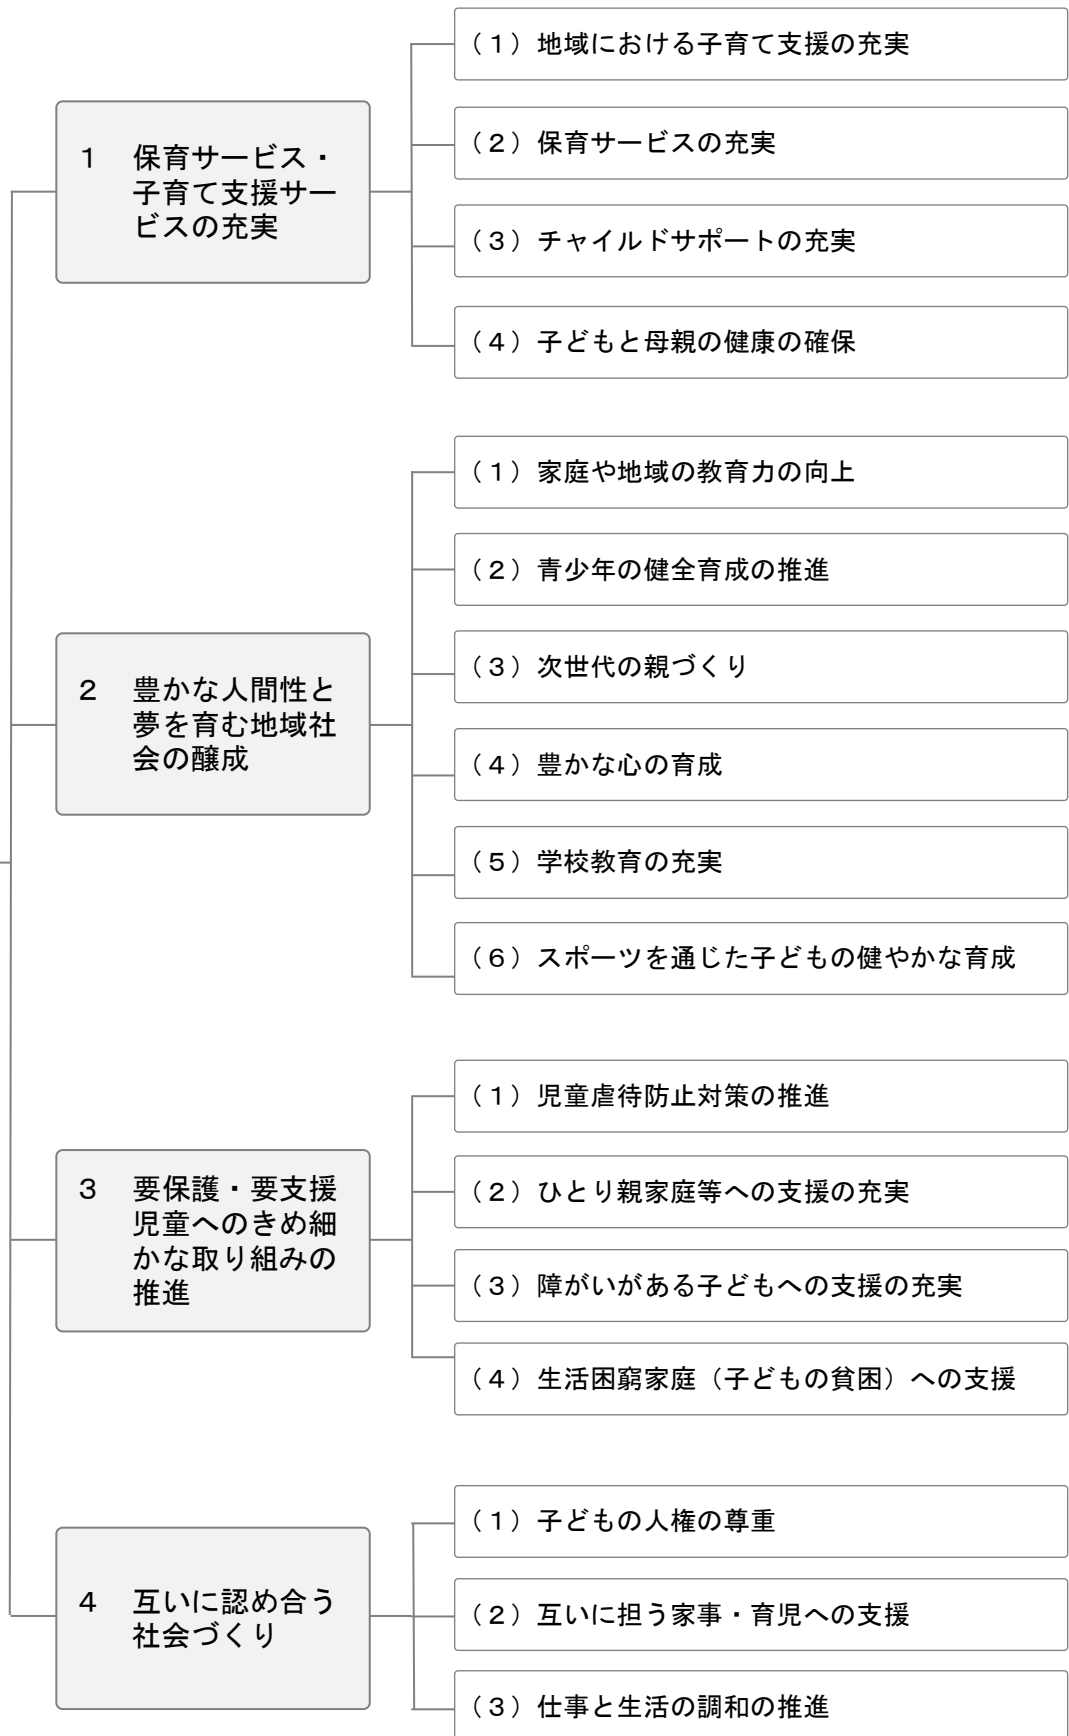 1 保育サービス・
子育て支援サー
ビスの充実
(1)地域における子育て支援の充実
(2)保育サービスの充実
(3)チャイルドサポートの充実
(4)子どもと母親の健康の確保
2 豊かな人間性と
夢を育む地域社
会の醸成
(1)家庭や地域の教育力の向上
(2)青少年の健全育成の推進
(3)次世代の親づくり
(4)豊かな心の育成
(5)学校教育の充実
(6)スポーツを通じた子どもの健やかな育成
3 要保護・要支援
児童へのきめ細
かな取り組みの
推進
(1)児童虐待防止対策の推進
(2)ひとり親家庭等への支援の充実
(3)障がいがある子どもへの支援の充実
(4)生活困窮家庭(子どもの貧困)への支援
4 互いに認め合う
社会づくり
(1)子どもの人権の尊重
(2)互いに担う家事・育児への支援
(3)仕事と生活の調和の推進